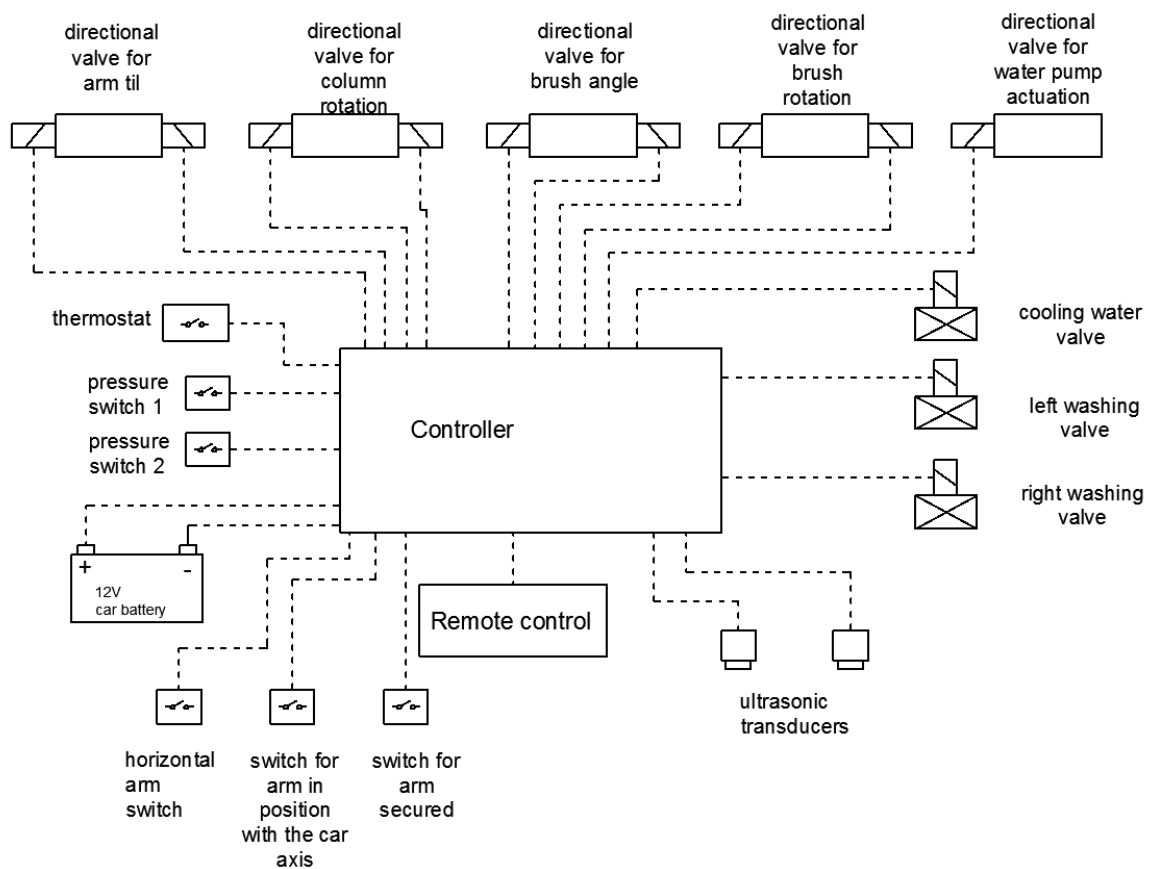 directional
valve for
arm til
directional
valve for
column
rotation
directional
valve for
brush angle
directional
valve for
brush
rotation
directional
valve for
water pump
actuation
thermostat
cooling water
valve
pressure
switch 1
Controller
left washing
valve
pressure
switch 2
right washing
valve
+
-
12V
car battery
Remote control
ultrasonic
transducers
horizontal
arm
switch
switch for
arm in
position
with the car
axis
switch for
arm
secured